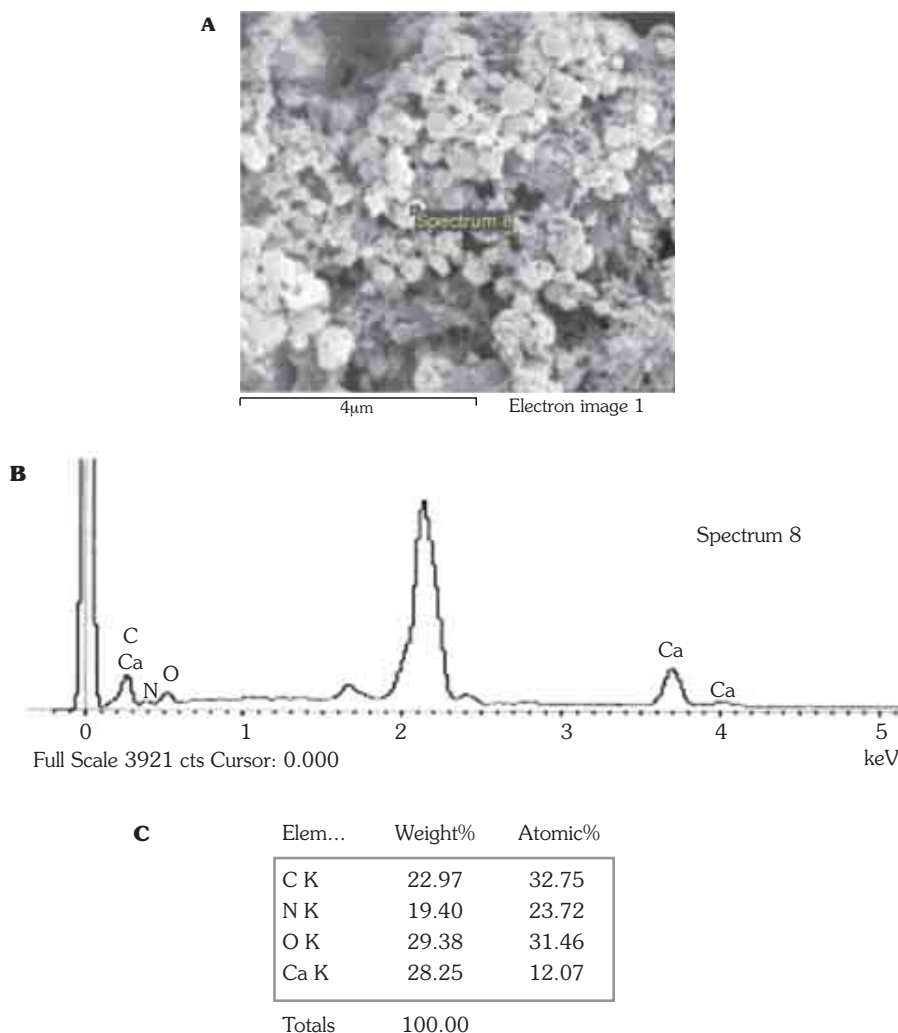 A
Spectrum 8
4μm Electron image 1
B
Spectrum 8
C
Ca
N
O
Ca
Ca
0 1 2 3 4 5
Full Scale 3921 cts Cursor: 0.000 keV
C
Elem... Weight% Atomic%
C K 22.97 32.75
N K 19.40 23.72
O K 29.38 31.46
Ca K 28.25 12.07
Totals 100.00